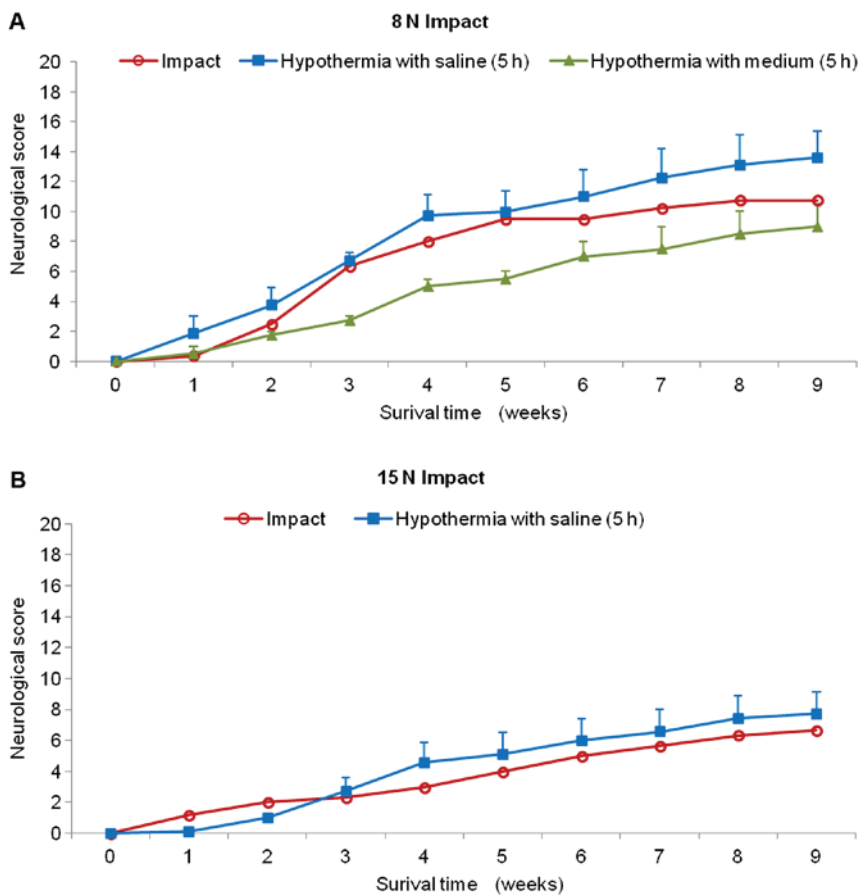 A
8 N Impact
Impact Hypothermia with saline (5 h) Hypothermia with medium (5 h)
Neurological score
20
18
16
14
12
10
8
6
4
2
0
0 1 2 3 4 5 6 7 8 9
Surival time (weeks)
B
15 N Impact
Impact Hypothermia with saline (5 h)
Neurological score
20
18
16
14
12
10
8
6
4
2
0
0 1 2 3 4 5 6 7 8 9
Surival time (weeks)